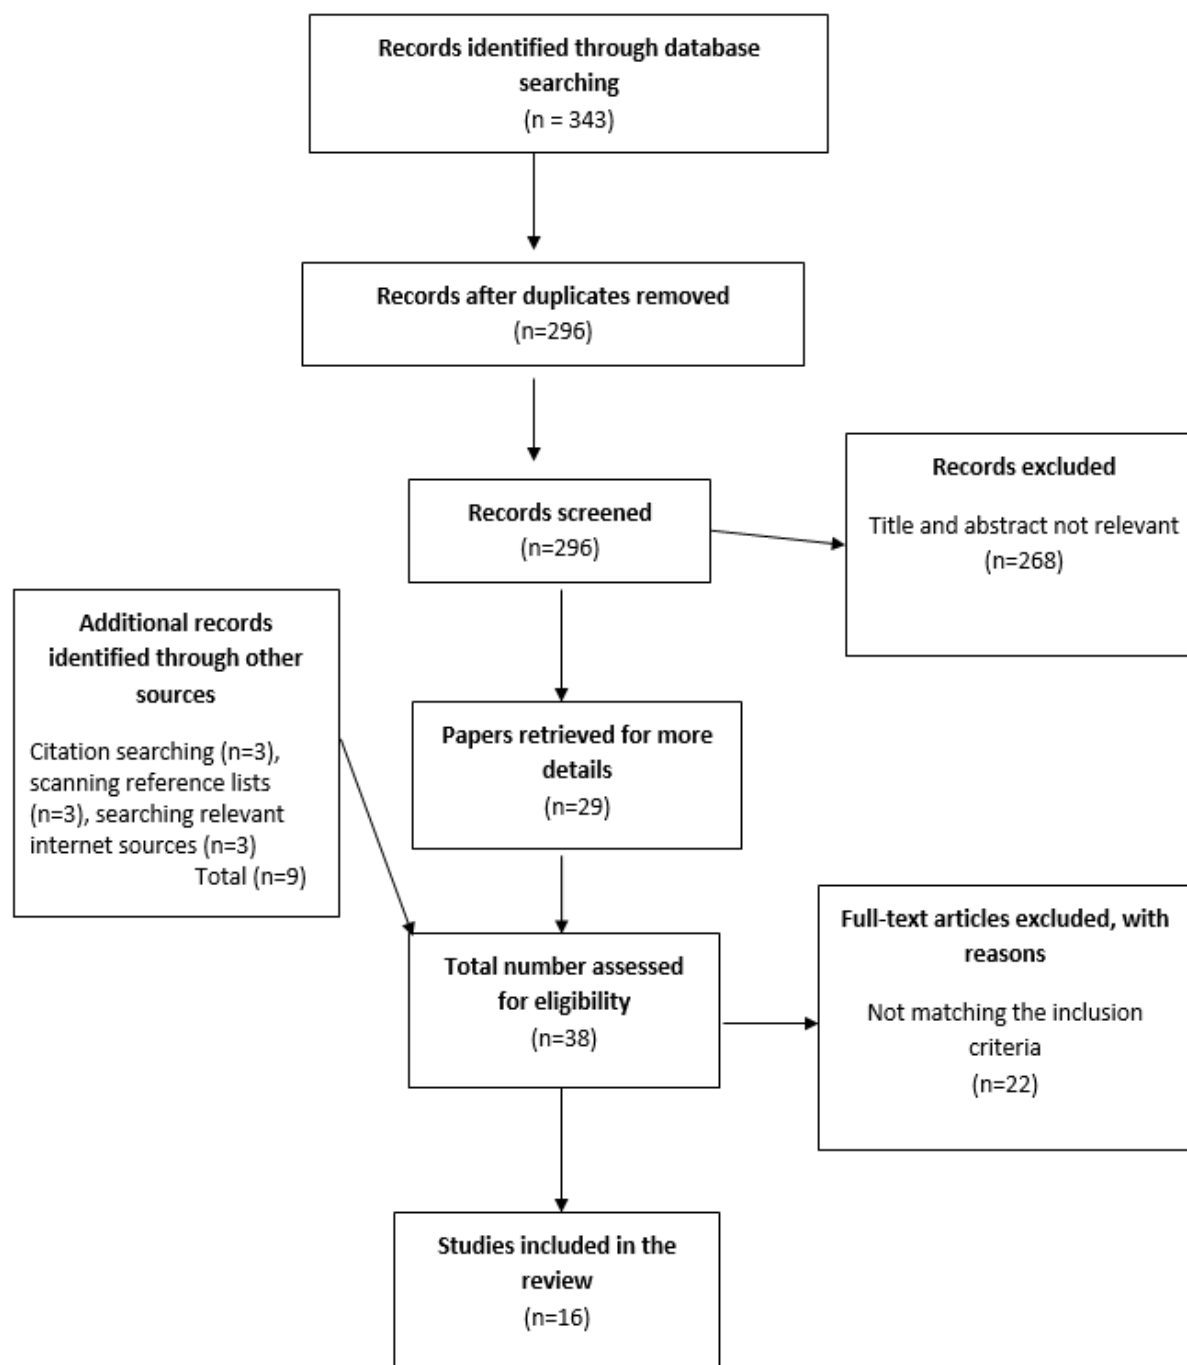 Records identified through database
searching
(n = 343)
Records after duplicates removed
(n=296)
Records screened
(n=296)
Records excluded
Title and abstract not relevant
(n=268)
Additional records
identified through other
sources
Citation searching (n=3),
scanning reference lists
(n=3), searching relevant
internet sources (n=3)
Total (n=9)
Papers retrieved for more
details
(n=29)
Total number assessed
for eligibility
(n=38)
Full-text articles excluded, with
reasons
Not matching the inclusion
criteria
(n=22)
Studies included in the
review
(n=16)